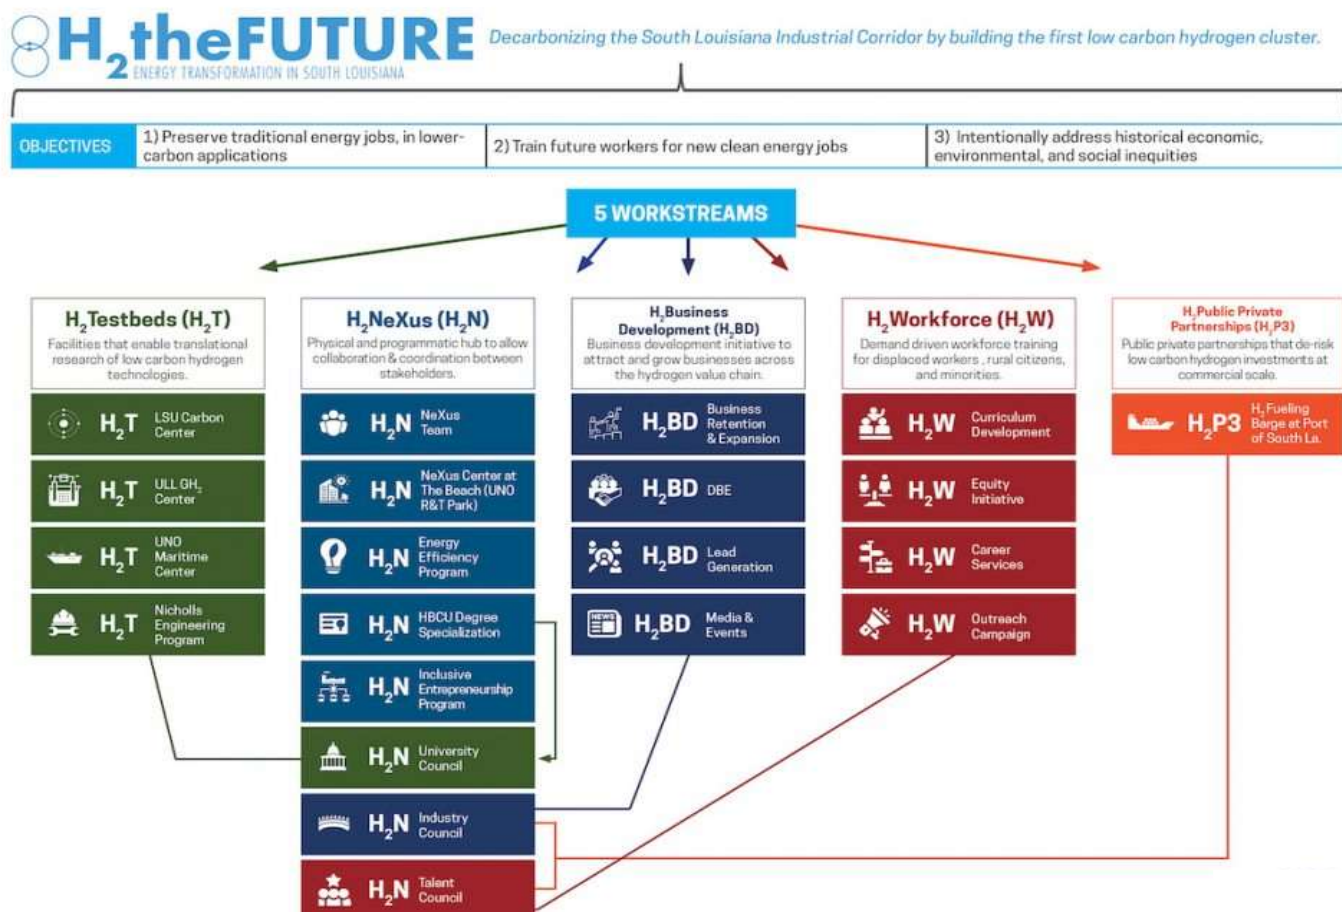 H₂theFUTURE
ENERGY TRANSFORMATION IN SOUTH LOUISIANA
Decarbonizing the South Louisiana Industrial Corridor by building the first low carbon hydrogen cluster.
OBJECTIVES
1) Preserve traditional energy jobs, in lower-
carbon applications
2) Train future workers for new clean energy jobs
3) Intentionally address historical economic,
environmental, and social inequities
5 WORKSTREAMS
H₂Testbeds (H₂T)
Facilities that enable translational
research of low carbon hydrogen
technologies.
H₂T
LSU Carbon
Center
H₂T
ULL GH₂
Center
H₂T
UNO
Maritime
Center
H₂T
Nicholls
Engineering
Program
H₂NeXus (H₂N)
Physical and programmatic hub to allow
collaboration & coordination between
stakeholders.
H₂N
NeXus
Team
H₂N
NeXus Center at
The Beach (UNO
R&T Park)
H₂N
Energy
Efficiency
Program
H₂N
HBCU Degree
Specialization
H₂N
Inclusive
Entrepreneurship
Program
H₂N
University
Council
H₂N
Industry
Council
H₂N
Talent
Council
H₂Business
Development (H₂BD)
Business development initiative to
attract and grow businesses across
the hydrogen value chain.
H₂BD
Business
Retention
& Expansion
H₂BD
DBE
H₂BD
Lead
Generation
NEWS
H₂BD
Media &
Events
H₂Workforce (H₂W)
Demand driven workforce training
for displaced workers , rural citizens,
and minorities.
H₂W
Curriculum
Development
H₂W
Equity
Initiative
H₂W
Career
Services
H₂W
Outreach
Campaign
H₂Public Private
Partnerships (H₂P3)
Public private partnerships that de-risk
low carbon hydrogen investments at
commercial scale.
H₂P3
H₂Fueling
Barge at Port
of South La.